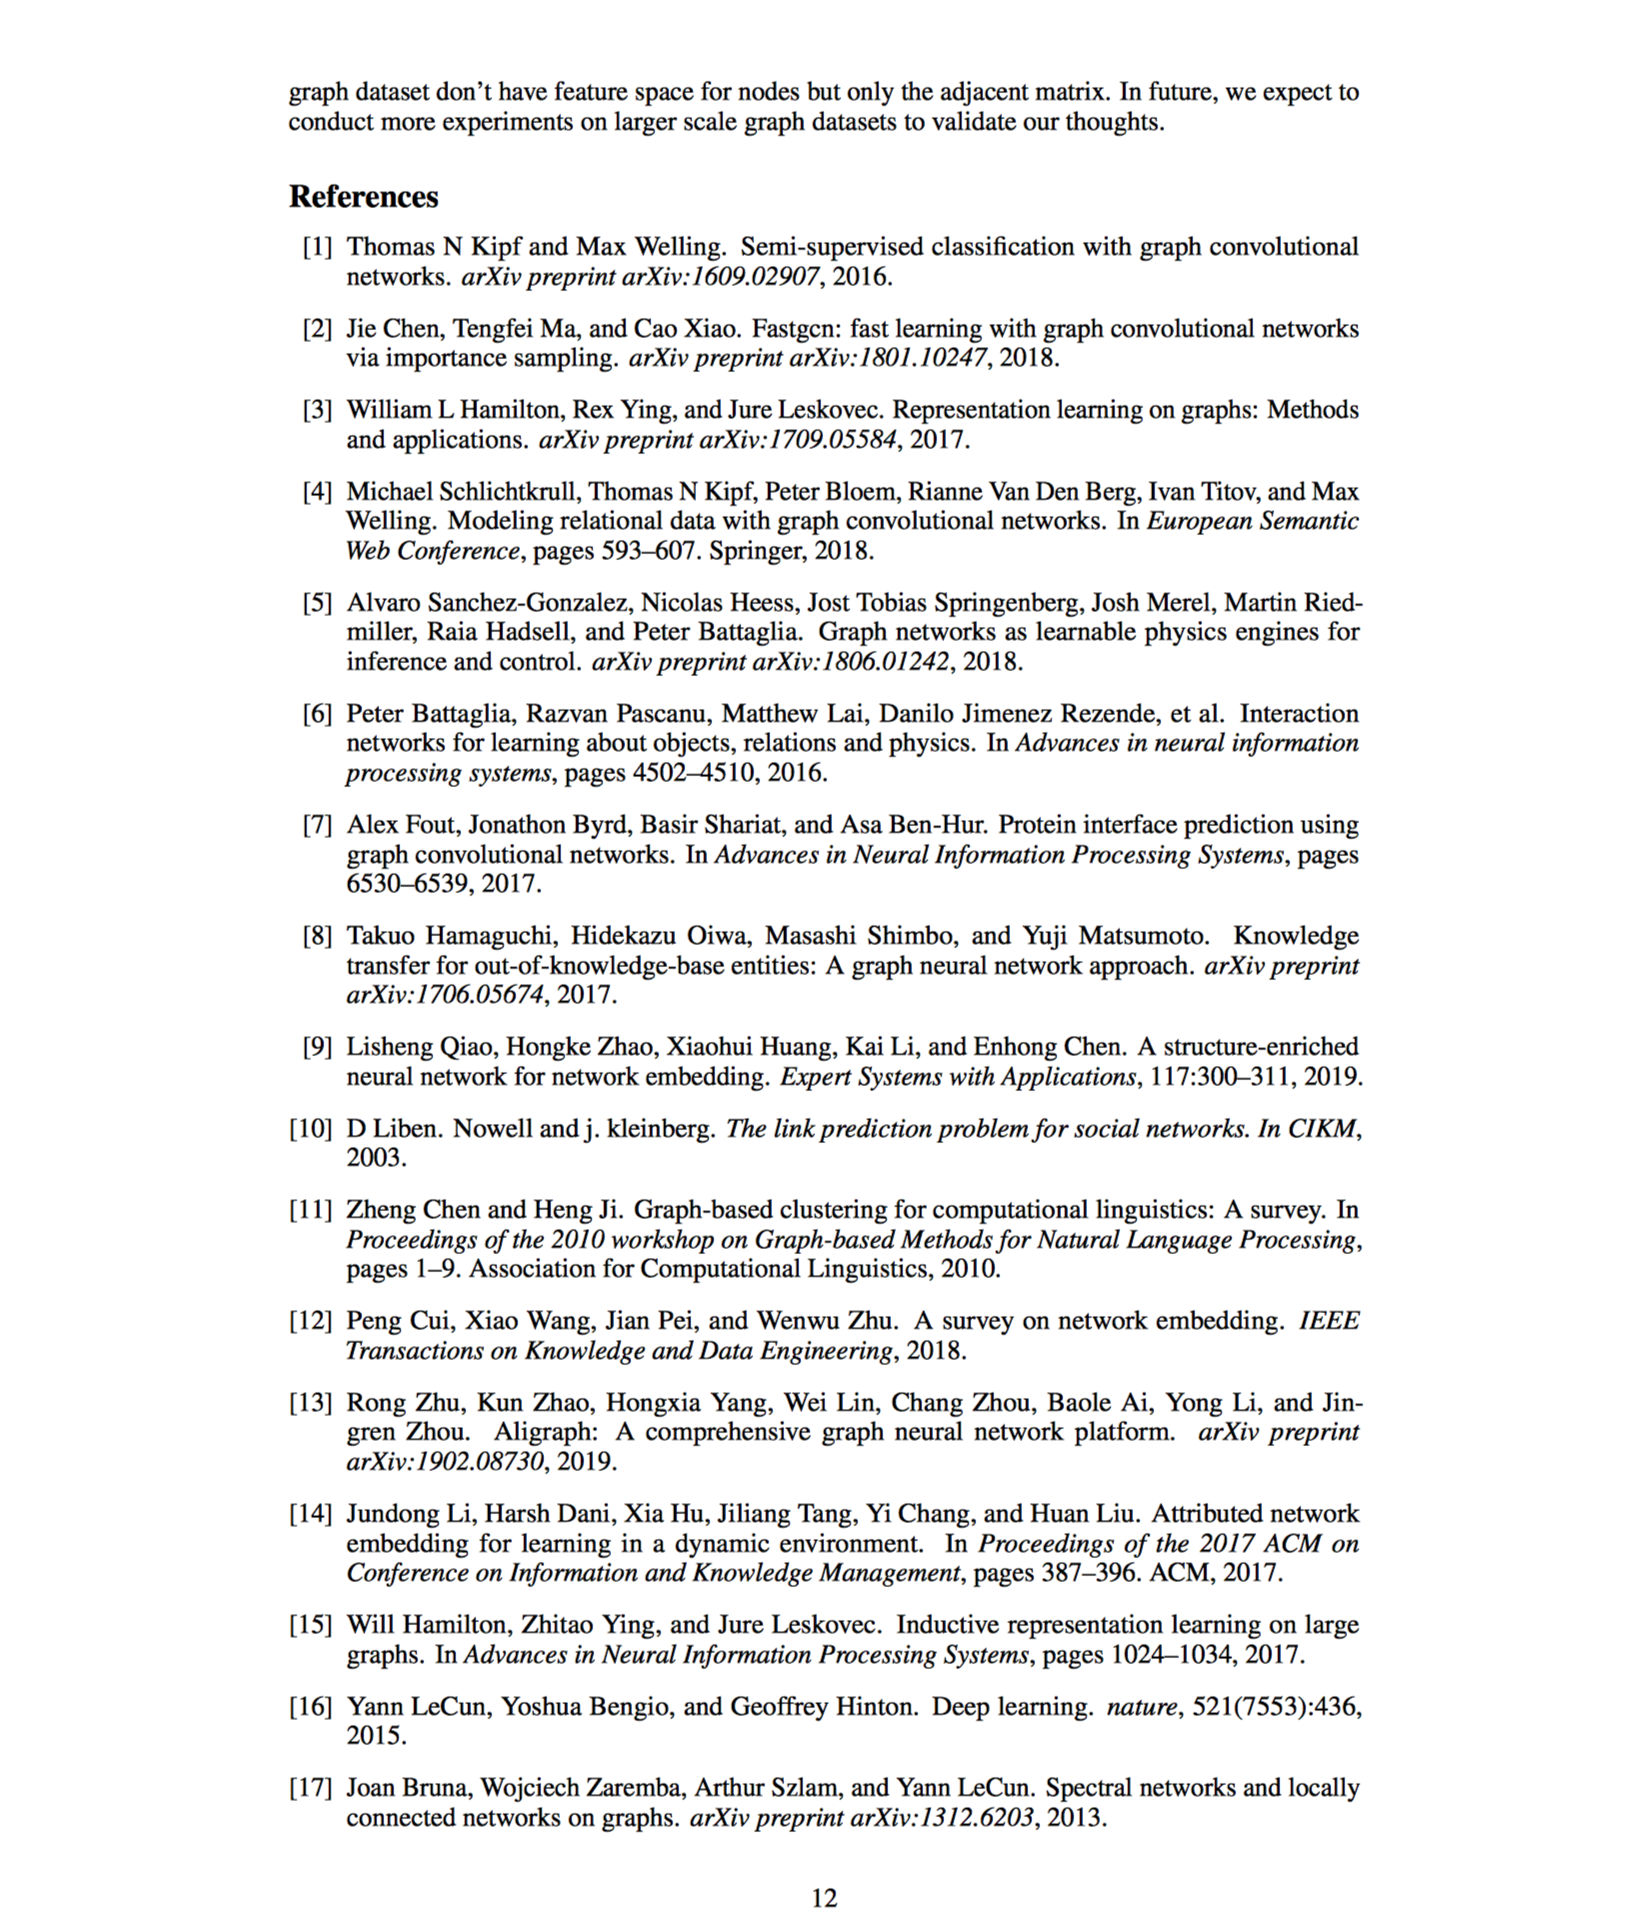 graph dataset don't have feature space for nodes but only the adjacent matrix. In future, we expect to
conduct more experiments on larger scale graph datasets to validate our thoughts.
References
[1] Thomas N Kipf and Max Welling. Semi-supervised classification with graph convolutional
networks. arXiv preprint arXiv:1609.02907, 2016.
[2] Jie Chen, Tengfei Ma, and Cao Xiao. Fastgcn: fast learning with graph convolutional networks
via importance sampling. arXiv preprint arXiv:1801.10247, 2018.
[3] William L Hamilton, Rex Ying, and Jure Leskovec. Representation learning on graphs: Methods
and applications. arXiv preprint arXiv:1709.05584, 2017.
[4] Michael Schlichtkrull, Thomas N Kipf, Peter Bloem, Rianne Van Den Berg, Ivan Titov, and Max
Welling. Modeling relational data with graph convolutional networks. In European Semantic
Web Conference, pages 593–607. Springer, 2018.
[5] Alvaro Sanchez-Gonzalez, Nicolas Heess, Jost Tobias Springenberg, Josh Merel, Martin Ried-
miller, Raia Hadsell, and Peter Battaglia. Graph networks as learnable physics engines for
inference and control. arXiv preprint arXiv:1806.01242, 2018.
[6] Peter Battaglia, Razvan Pascanu, Matthew Lai, Danilo Jimenez Rezende, et al. Interaction
networks for learning about objects, relations and physics. In Advances in neural information
processing systems, pages 4502–4510, 2016.
[7] Alex Fout, Jonathon Byrd, Basir Shariat, and Asa Ben-Hur. Protein interface prediction using
graph convolutional networks. In Advances in Neural Information Processing Systems, pages
6530–6539, 2017.
[8] Takuo Hamaguchi, Hidekazu Oiwa, Masashi Shimbo, and Yuji Matsumoto. Knowledge
transfer for out-of-knowledge-base entities: A graph neural network approach. arXiv preprint
arXiv:1706.05674, 2017.
[9] Lisheng Qiao, Hongke Zhao, Xiaohui Huang, Kai Li, and Enhong Chen. A structure-enriched
neural network for network embedding. Expert Systems with Applications, 117:300–311, 2019.
[10] D Liben. Nowell and j. kleinberg. The link prediction problem for social networks. In CIKM,
2003.
[11] Zheng Chen and Heng Ji. Graph-based clustering for computational linguistics: A survey. In
Proceedings of the 2010 workshop on Graph-based Methods for Natural Language Processing,
pages 1–9. Association for Computational Linguistics, 2010.
[12] Peng Cui, Xiao Wang, Jian Pei, and Wenwu Zhu. A survey on network embedding. IEEE
Transactions on Knowledge and Data Engineering, 2018.
[13] Rong Zhu, Kun Zhao, Hongxia Yang, Wei Lin, Chang Zhou, Baole Ai, Yong Li, and Jin-
gren Zhou. Aligraph: A comprehensive graph neural network platform. arXiv preprint
arXiv:1902.08730, 2019.
[14] Jundong Li, Harsh Dani, Xia Hu, Jiliang Tang, Yi Chang, and Huan Liu. Attributed network
embedding for learning in a dynamic environment. In Proceedings of the 2017 ACM on
Conference on Information and Knowledge Management, pages 387–396. ACM, 2017.
[15] Will Hamilton, Zhitao Ying, and Jure Leskovec. Inductive representation learning on large
graphs. In Advances in Neural Information Processing Systems, pages 1024–1034, 2017.
[16] Yann LeCun, Yoshua Bengio, and Geoffrey Hinton. Deep learning. nature, 521(7553):436,
2015.
[17] Joan Bruna, Wojciech Zaremba, Arthur Szlam, and Yann LeCun. Spectral networks and locally
connected networks on graphs. arXiv preprint arXiv:1312.6203, 2013.
12